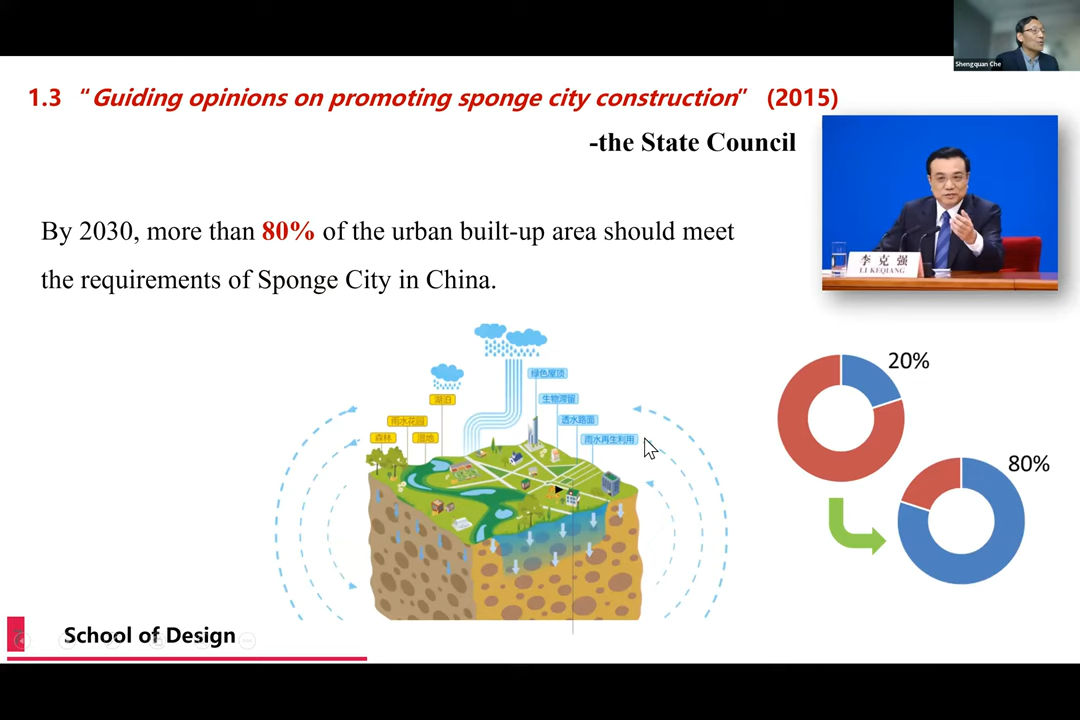 Shengquan Che
1.3 “Guiding opinions on promoting sponge city construction” (2015)
-the State Council
By 2030, more than 80% of the urban built-up area should meet
the requirements of Sponge City in China.
李克强
LI KEQIANG
绿色屋顶
湖泊
生物滞留
雨水花园
透水路面
森林
湿地
雨水再生利用
20%
80%
School of Design